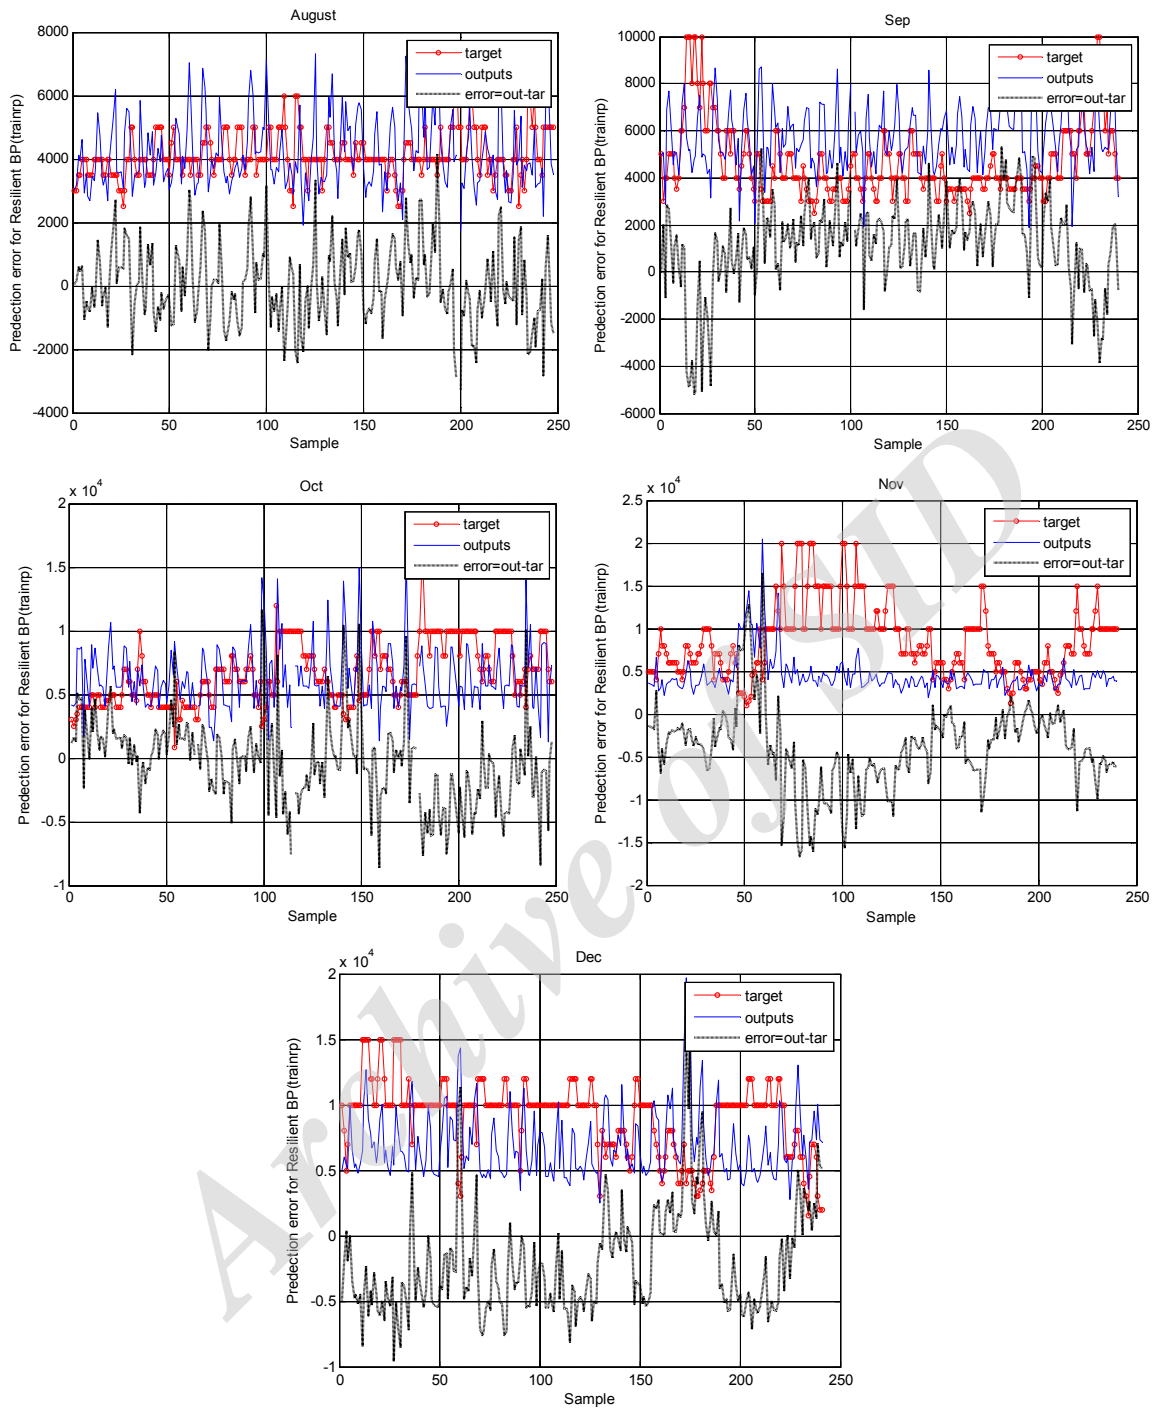 August
8000
6000
4000
2000
0
-2000
-4000
0
50
100
150
200
250
Sample
Predection error for Resilient BP(trainrp)
target
outputs
error=out-tar
Sep
10000
8000
6000
4000
2000
0
-2000
-4000
-6000
0
50
100
150
200
250
Sample
Predection error for Resilient BP(trainrp)
target
outputs
error=out-tar
Oct
x 10^4
2
1.5
1
0.5
0
-0.5
-1
0
50
100
150
200
250
Sample
Predection error for Resilient BP(trainrp)
target
outputs
error=out-tar
Nov
x 10^4
2.5
2
1.5
1
0.5
0
-0.5
-1
-1.5
-2
0
50
100
150
200
250
Sample
Predection error for Resilient BP(trainrp)
target
outputs
error=out-tar
Dec
x 10^4
2
1.5
1
0.5
0
-0.5
-1
0
50
100
150
200
250
Sample
Predection error for Resilient BP(trainrp)
target
outputs
error=out-tar
Archive of SID